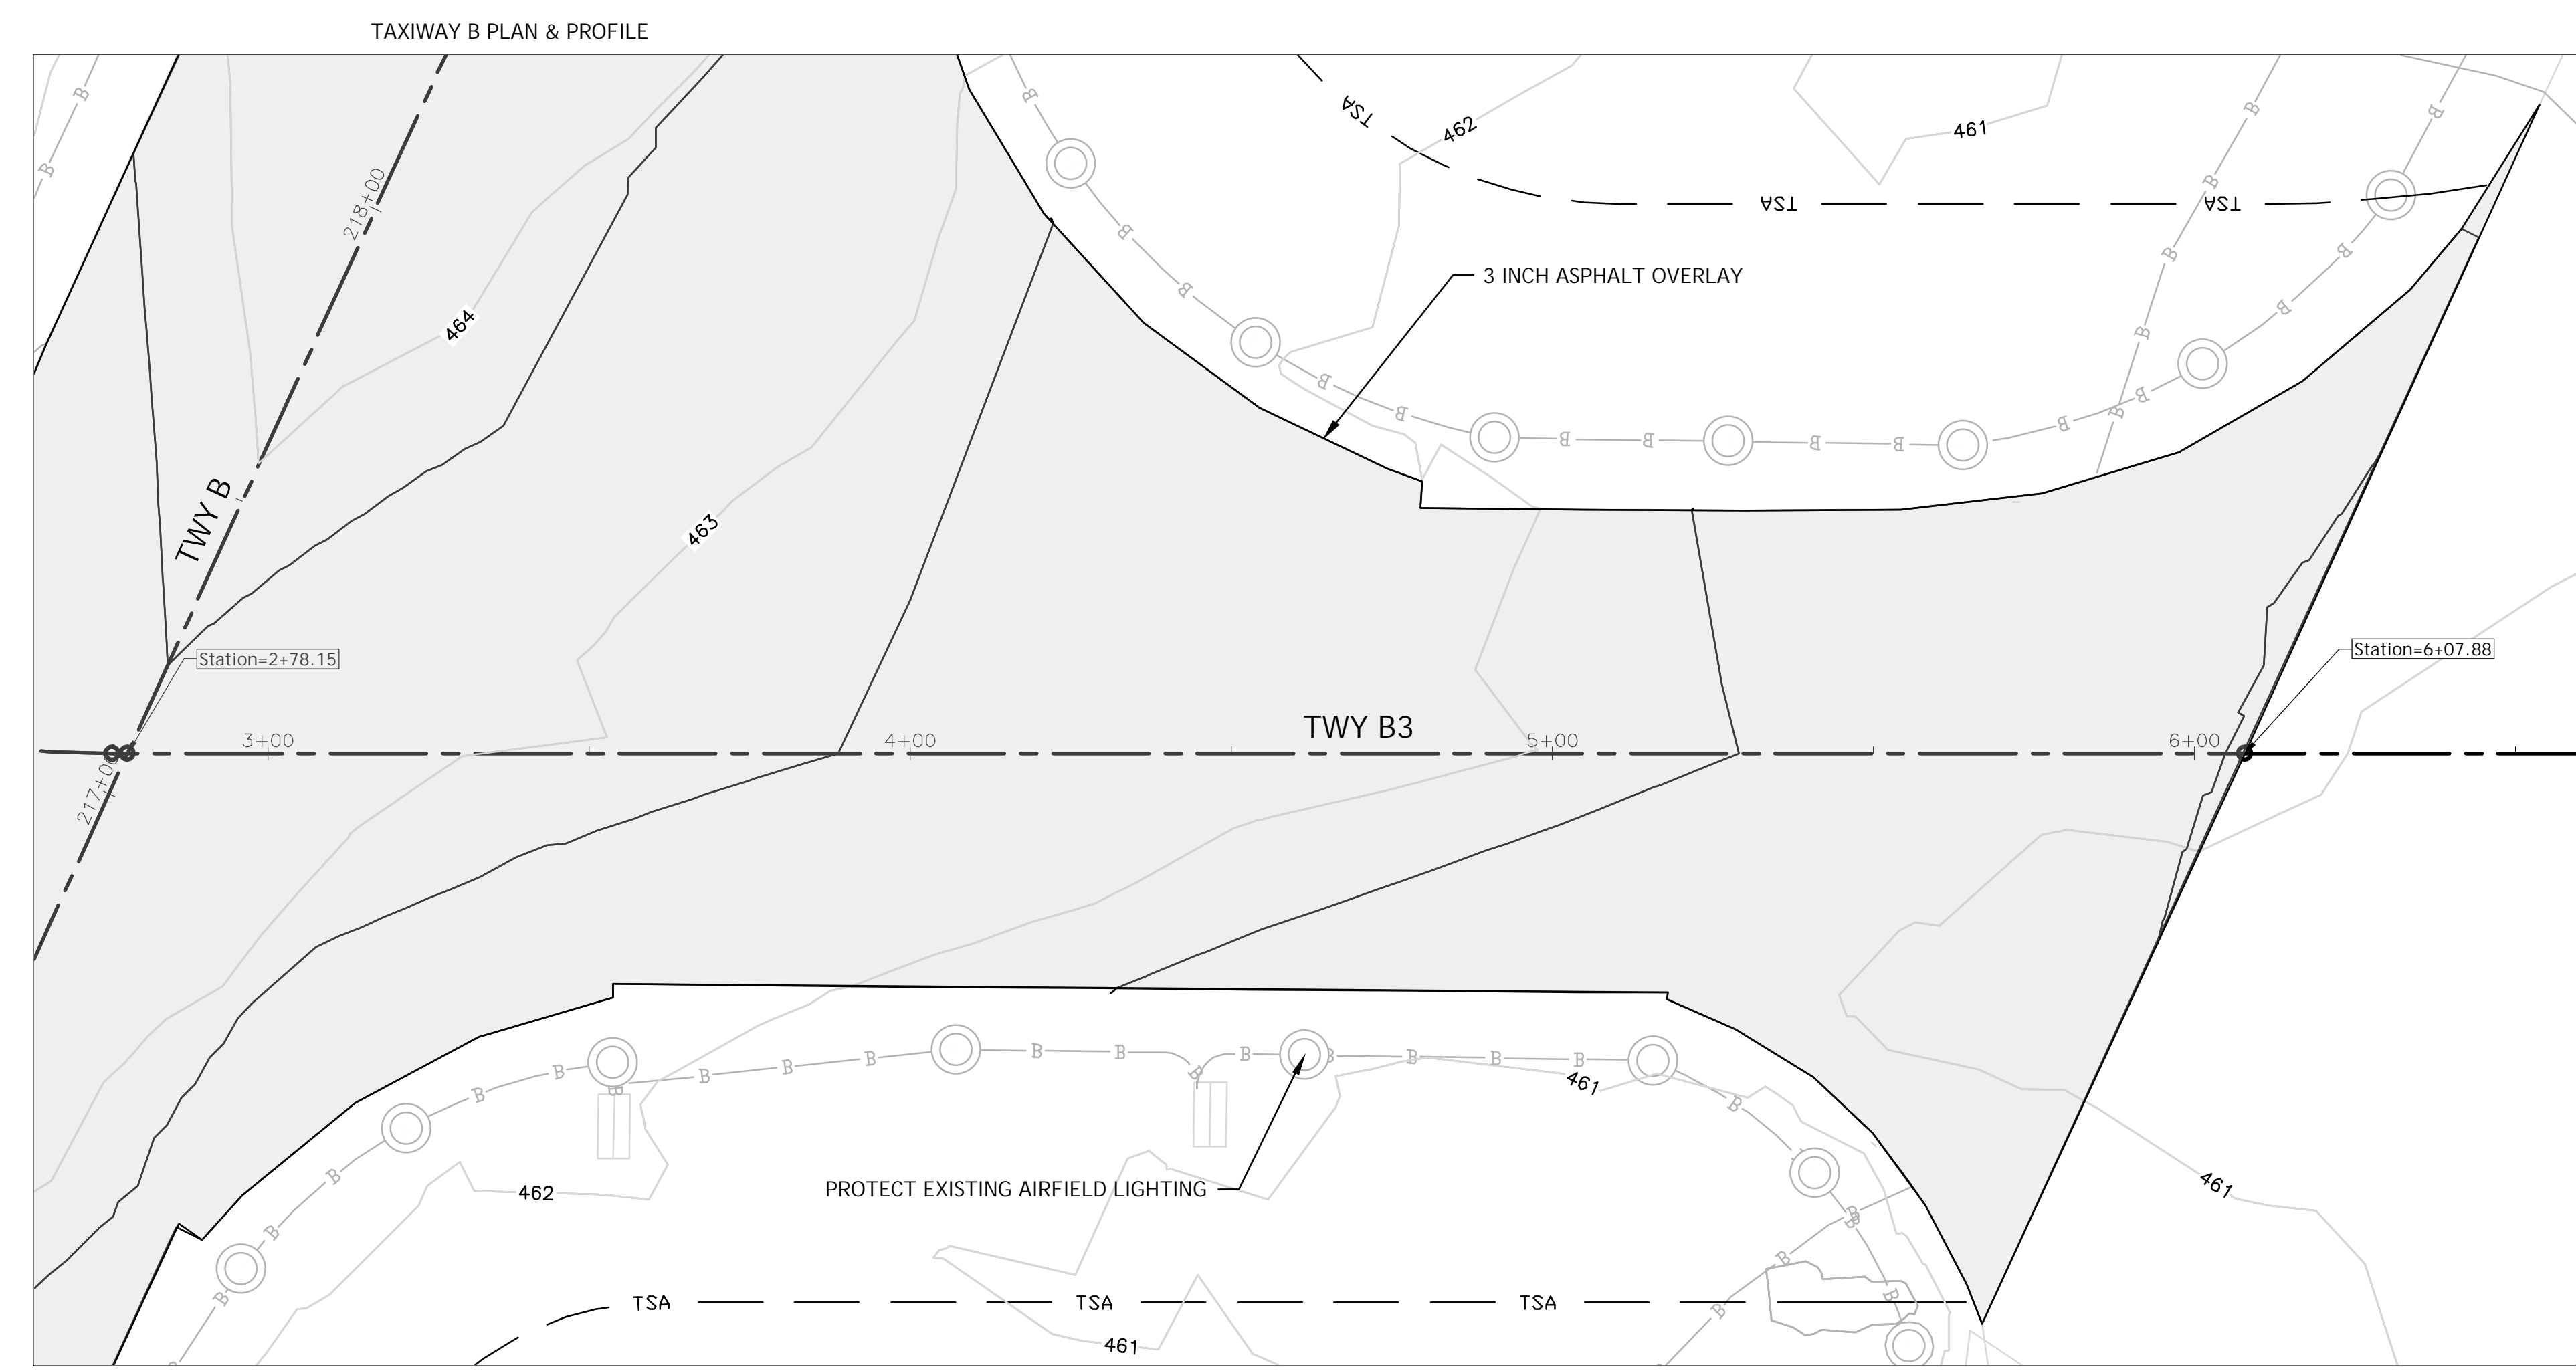 TAXIWAY B PLAN & PROFILE
B
B
218+00
B
TSA
462
461
B
B
B
TSA
TSA
B
B
B
B
3 INCH ASPHALT OVERLAY
B
B
464
B
B
B
B
B
B
B
B
B
B
B
TWY B
463
Station=2+78.15
Station=6+07.88
TWY B3
3+00
4+00
5+00
6+00
217+00
B
B
B
B
B
B
B
B
B
B
B
B
B
B
461
B
B
462
PROTECT EXISTING AIRFIELD LIGHTING
461
B
B
B
B
B
B
B
B
TSA
TSA
TSA
461
B